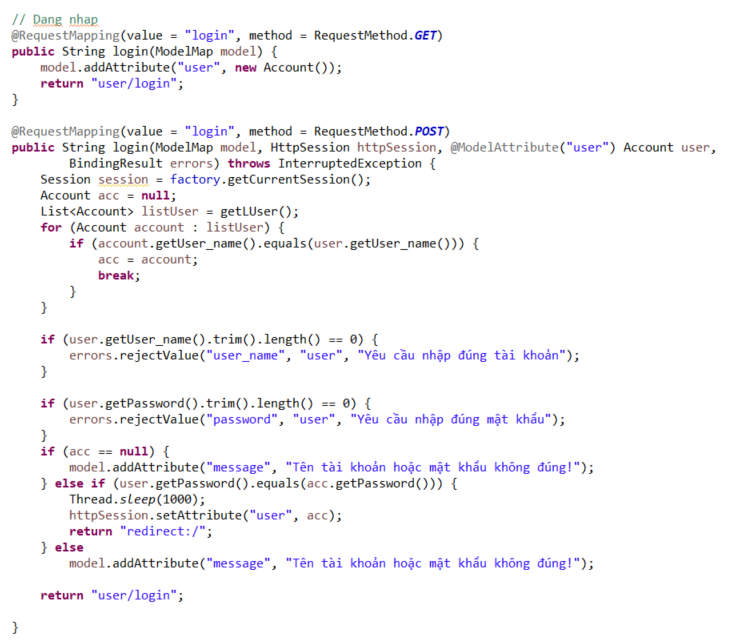 // Dang nhap
@RequestMapping(value = "login", method = RequestMethod.GET)
public String login(ModelMap model) {
    model.addAttribute("user", new Account());
    return "user/login";
}

@RequestMapping(value = "login", method = RequestMethod.POST)
public String login(ModelMap model, HttpSession httpSession, @ModelAttribute("user") Account user,
        BindingResult errors) throws InterruptedException {
    Session session = factory.getCurrentSession();
    Account acc = null;
    List<Account> listUser = getLUser();
    for (Account account : listUser) {
        if (account.getUser_name().equals(user.getUser_name())) {
            acc = account;
            break;
        }
    }

    if (user.getUser_name().trim().length() == 0) {
        errors.rejectValue("user_name", "user", "Yêu cầu nhập đúng tài khoản");
    }

    if (user.getPassword().trim().length() == 0) {
        errors.rejectValue("password", "user", "Yêu cầu nhập đúng mật khẩu");
    }
    if (acc == null) {
        model.addAttribute("message", "Tên tài khoản hoặc mật khẩu không đúng!");
    } else if (user.getPassword().equals(acc.getPassword())) {
        Thread.sleep(1000);
        httpSession.setAttribute("user", acc);
        return "redirect:/";
    } else
        model.addAttribute("message", "Tên tài khoản hoặc mật khẩu không đúng!");

    return "user/login";

}